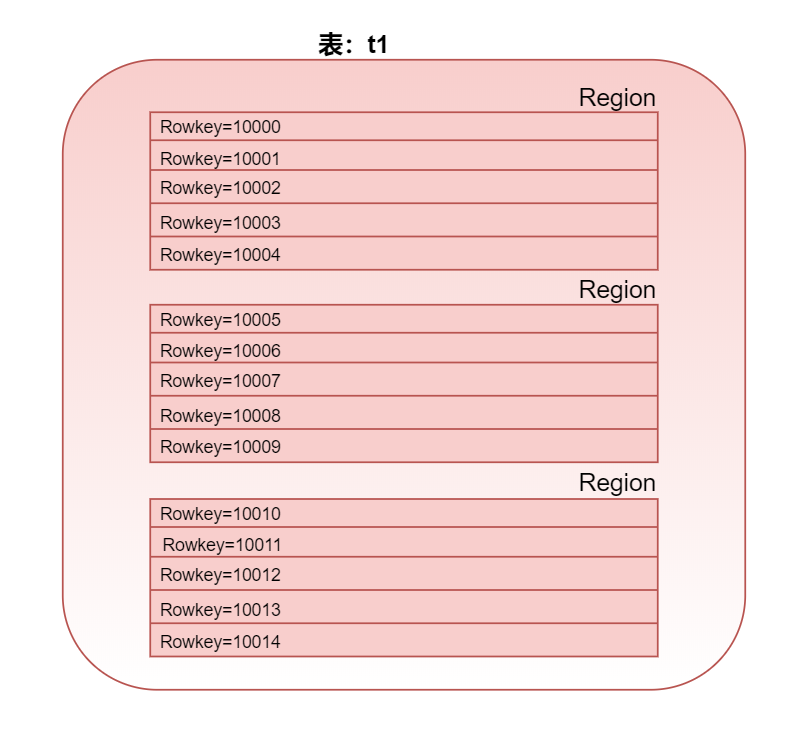 表：t1
Region
Rowkey=10000
Rowkey=10001
Rowkey=10002
Rowkey=10003
Rowkey=10004
Region
Rowkey=10005
Rowkey=10006
Rowkey=10007
Rowkey=10008
Rowkey=10009
Region
Rowkey=10010
Rowkey=10011
Rowkey=10012
Rowkey=10013
Rowkey=10014